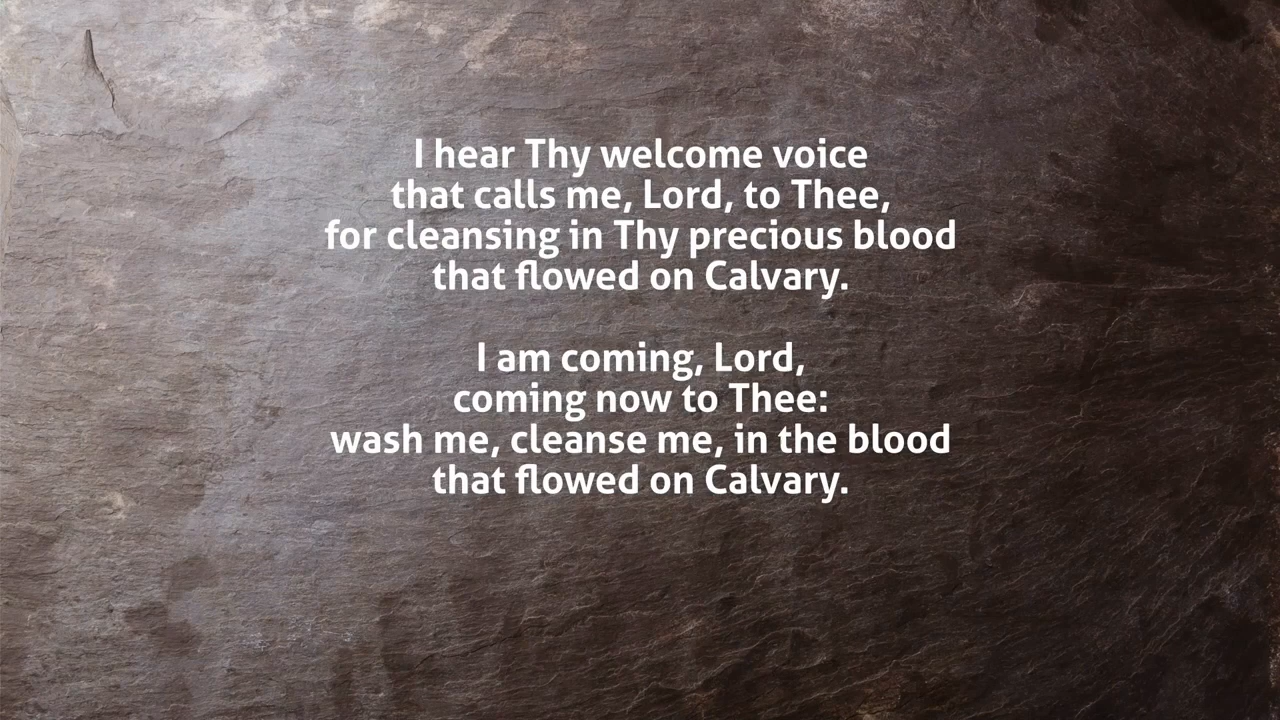 I hear Thy welcome voice
that calls me, Lord, to Thee,
for cleansing in Thy precious blood
that flowed on Calvary.
I am coming, Lord,
coming now to Thee:
wash me, cleanse me, in the blood
that flowed on Calvary.